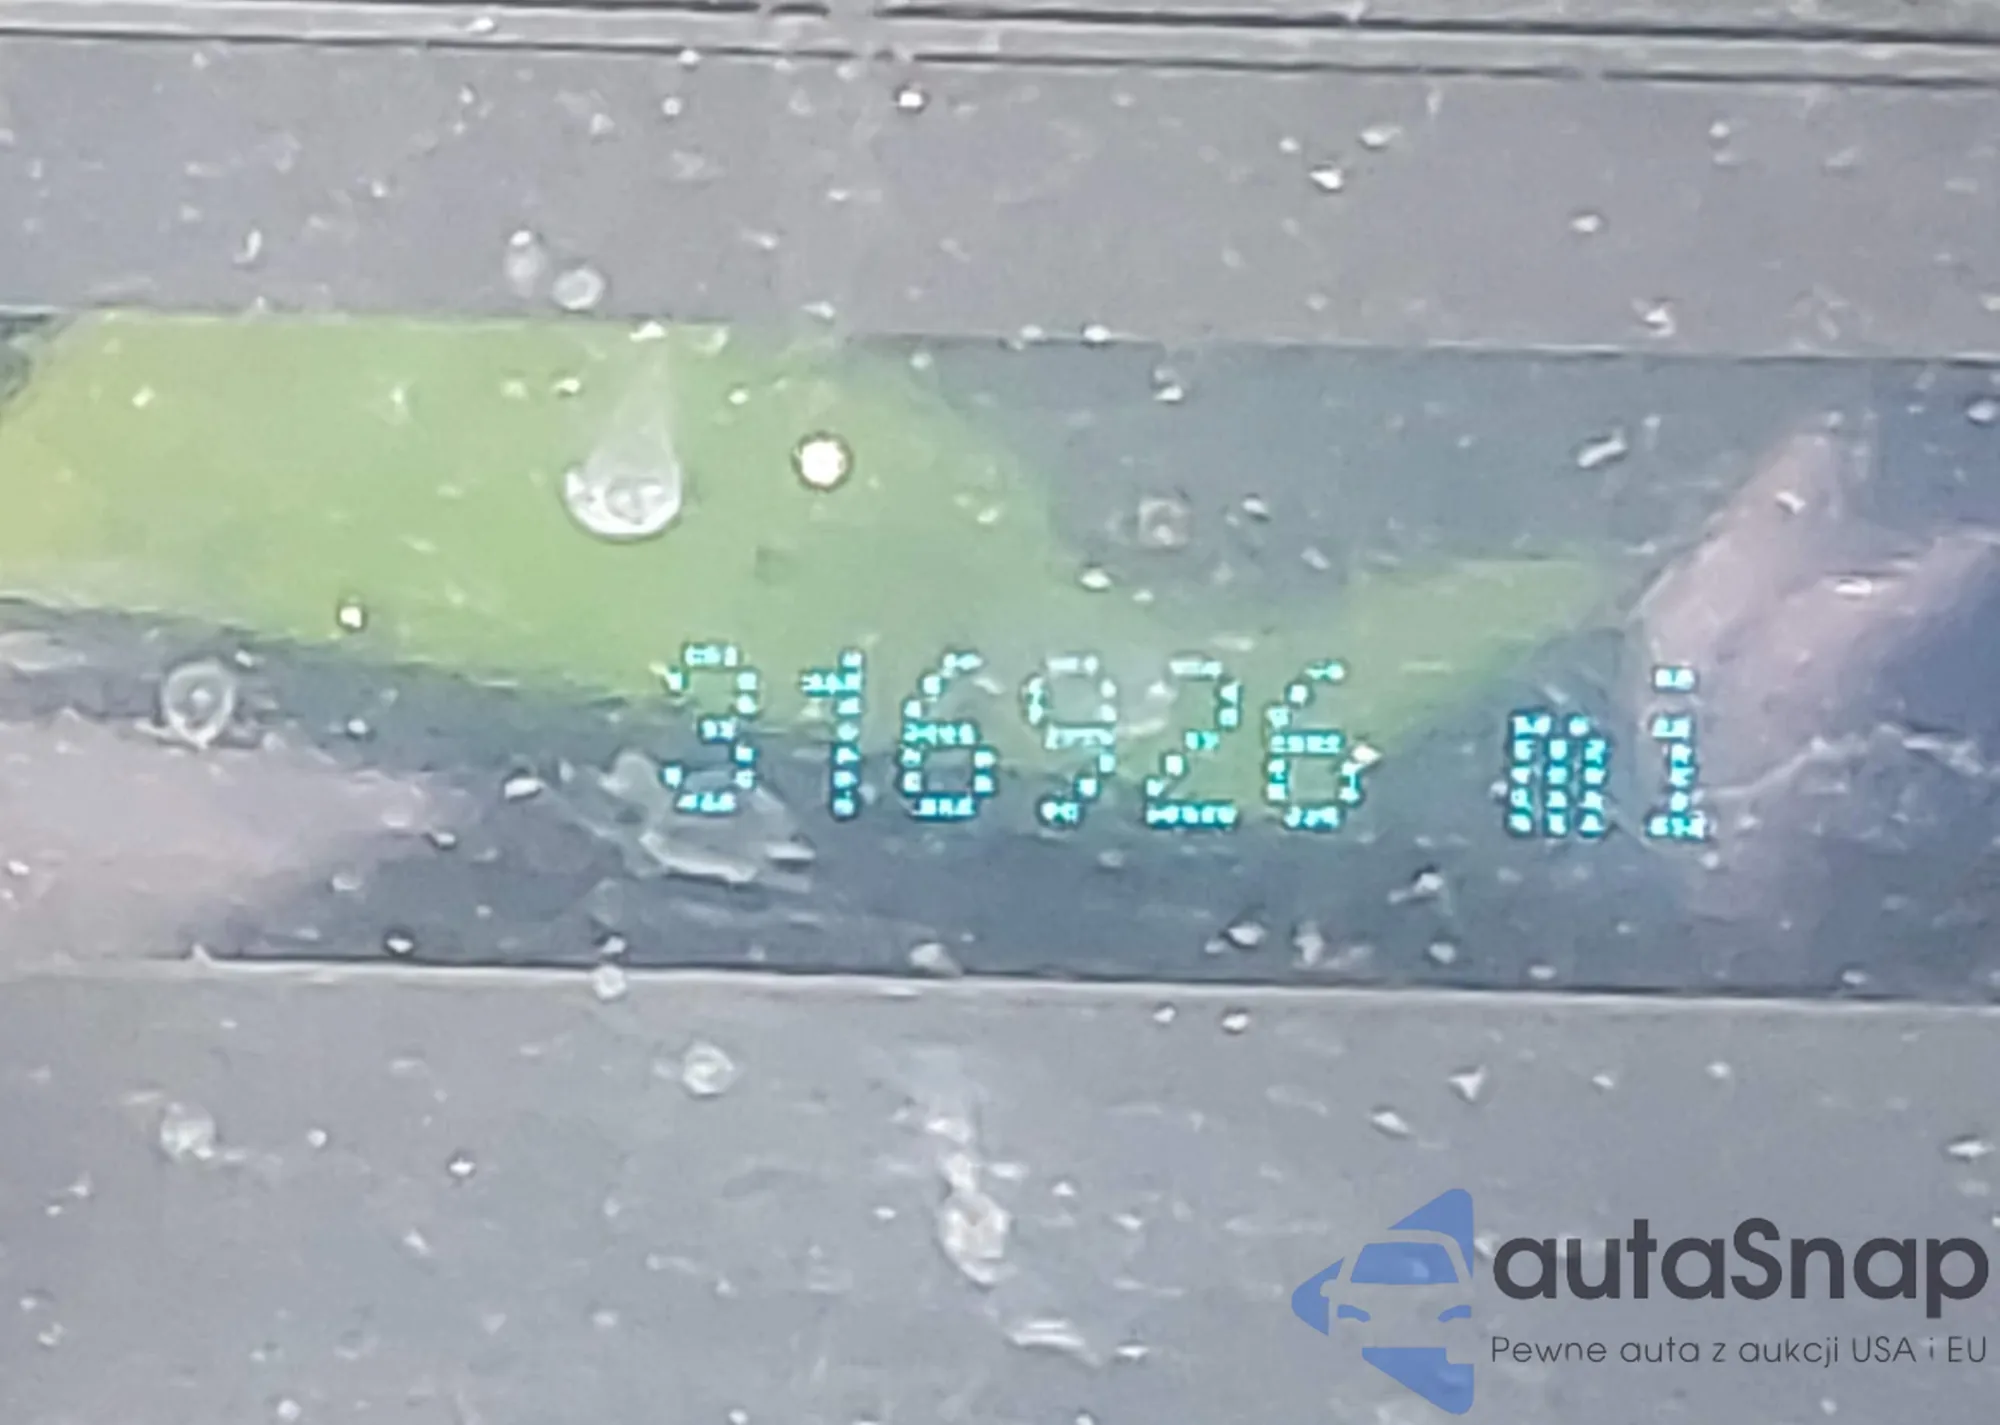 316926 mi
autaSnap
Pewne auta z aukcji USA i EU